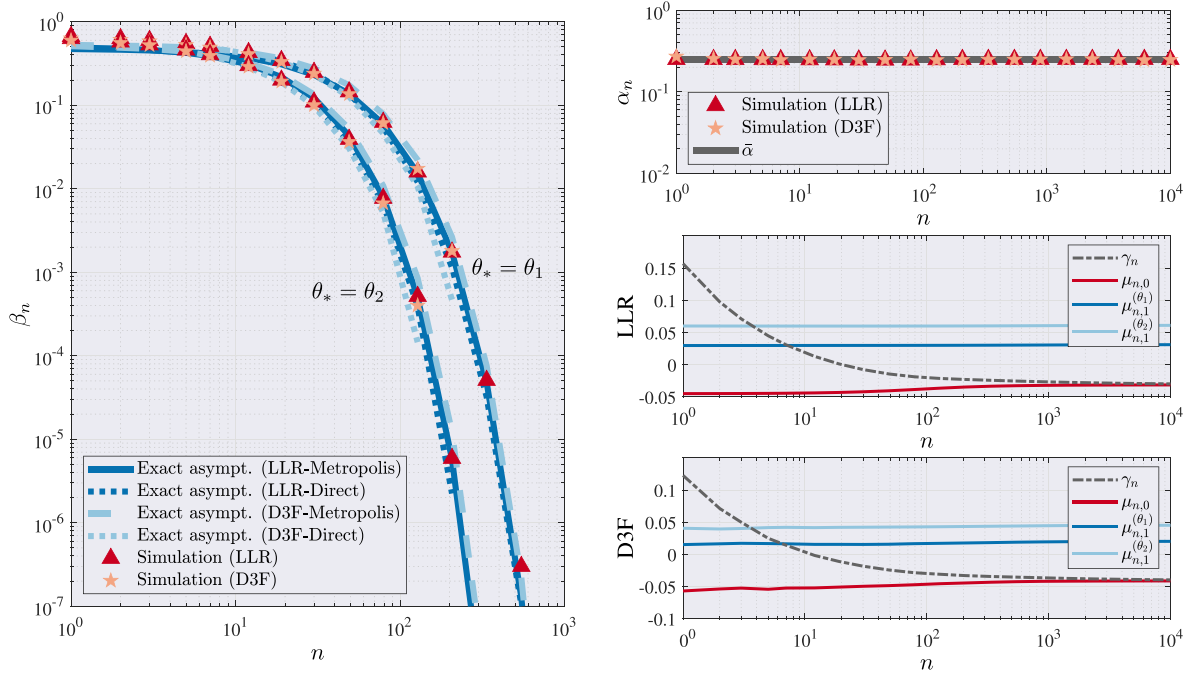 10^0
10^-1
10^-2
10^-3
10^-4
10^-5
10^-6
10^-7
β_n
θ_* = θ_2
θ_* = θ_1
Exact asympt. (LLR-Metropolis)
Exact asympt. (LLR-Direct)
Exact asympt. (D3F-Metropolis)
Exact asympt. (D3F-Direct)
Simulation (LLR)
Simulation (D3F)
10^0 10^1 10^2 10^3
n
10^0
10^-1
10^-2
α_n
Simulation (LLR)
Simulation (D3F)
ᾱ
10^0 10^1 10^2 10^3 10^4
n
LLR
0.15
0.10
0.05
0
-0.05
γ_n
μ_{n,0}
μ_{n,1}^{(θ_1)}
μ_{n,1}^{(θ_2)}
10^0 10^1 10^2 10^3 10^4
n
D3F
0.1
0.05
0
-0.05
-0.1
γ_n
μ_{n,0}
μ_{n,1}^{(θ_1)}
μ_{n,1}^{(θ_2)}
10^0 10^1 10^2 10^3 10^4
n